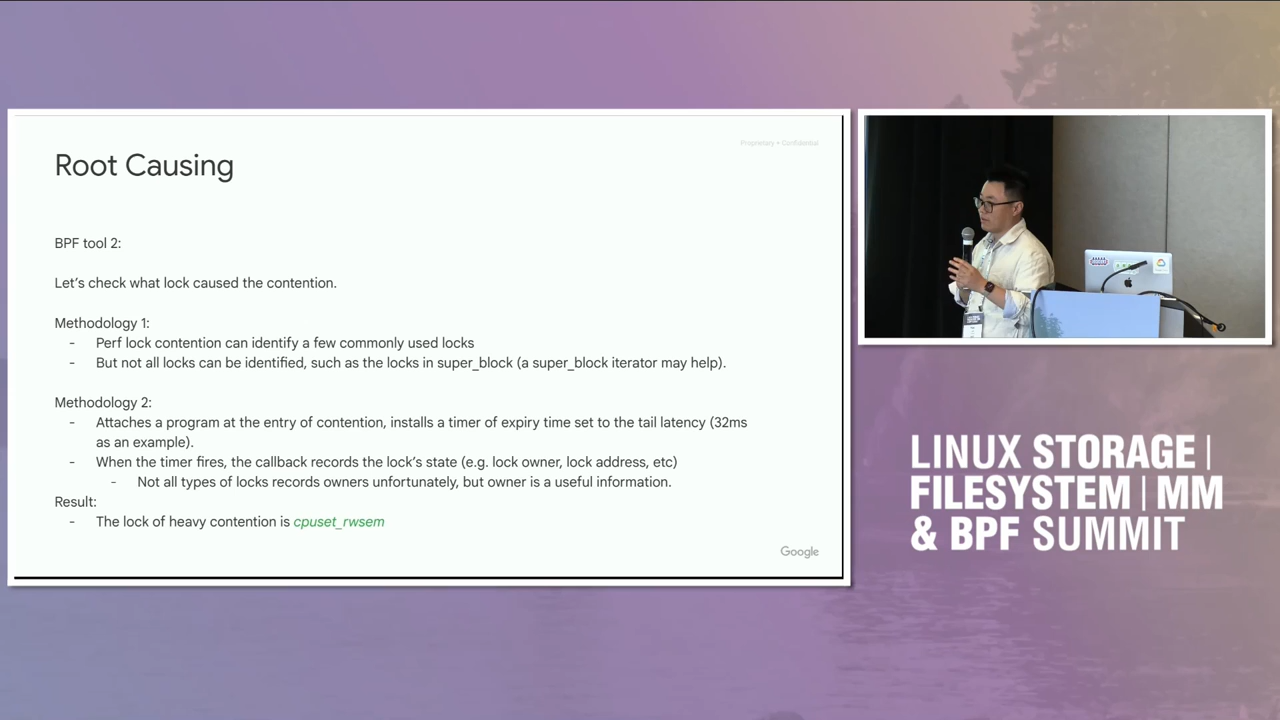 Proprietary + Confidential
Root Causing
BPF tool 2:
Let's check what lock caused the contention.
Methodology 1:
- Perf lock contention can identify a few commonly used locks
- But not all locks can be identified, such as the locks in super_block (a super_block iterator may help).
Methodology 2:
- Attaches a program at the entry of contention, installs a timer of expiry time set to the tail latency (32ms
as an example).
- When the timer fires, the callback records the lock's state (e.g. lock owner, lock address, etc)
- Not all types of locks records owners unfortunately, but owner is a useful information.
Result:
- The lock of heavy contention is cpuset_rwsem
Google
LINUX STORAGE |
FILESYSTEM | MM
& BPF SUMMIT